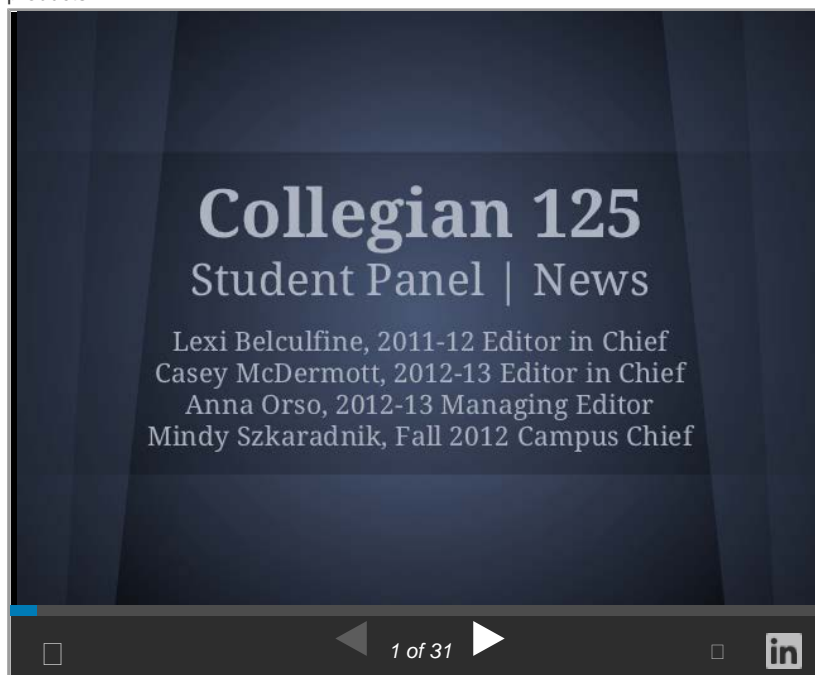 Collegian 125
Student Panel | News
Lexi Belculfine, 2011-12 Editor in Chief
Casey McDermott, 2012-13 Editor in Chief
Anna Orso, 2012-13 Managing Editor
Mindy Szkaradnik, Fall 2012 Campus Chief
1 of 31
in